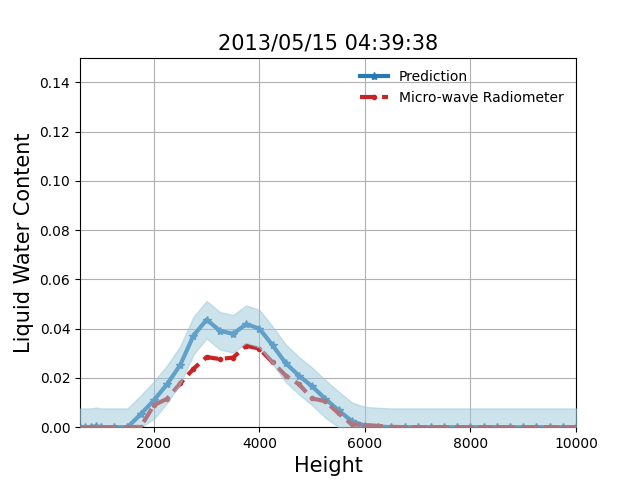 2013/05/15 04:39:38
Prediction
Micro-wave Radiometer
Liquid Water Content
0.14
0.12
0.10
0.08
0.06
0.04
0.02
0.00
2000 4000 6000 8000 10000
Height